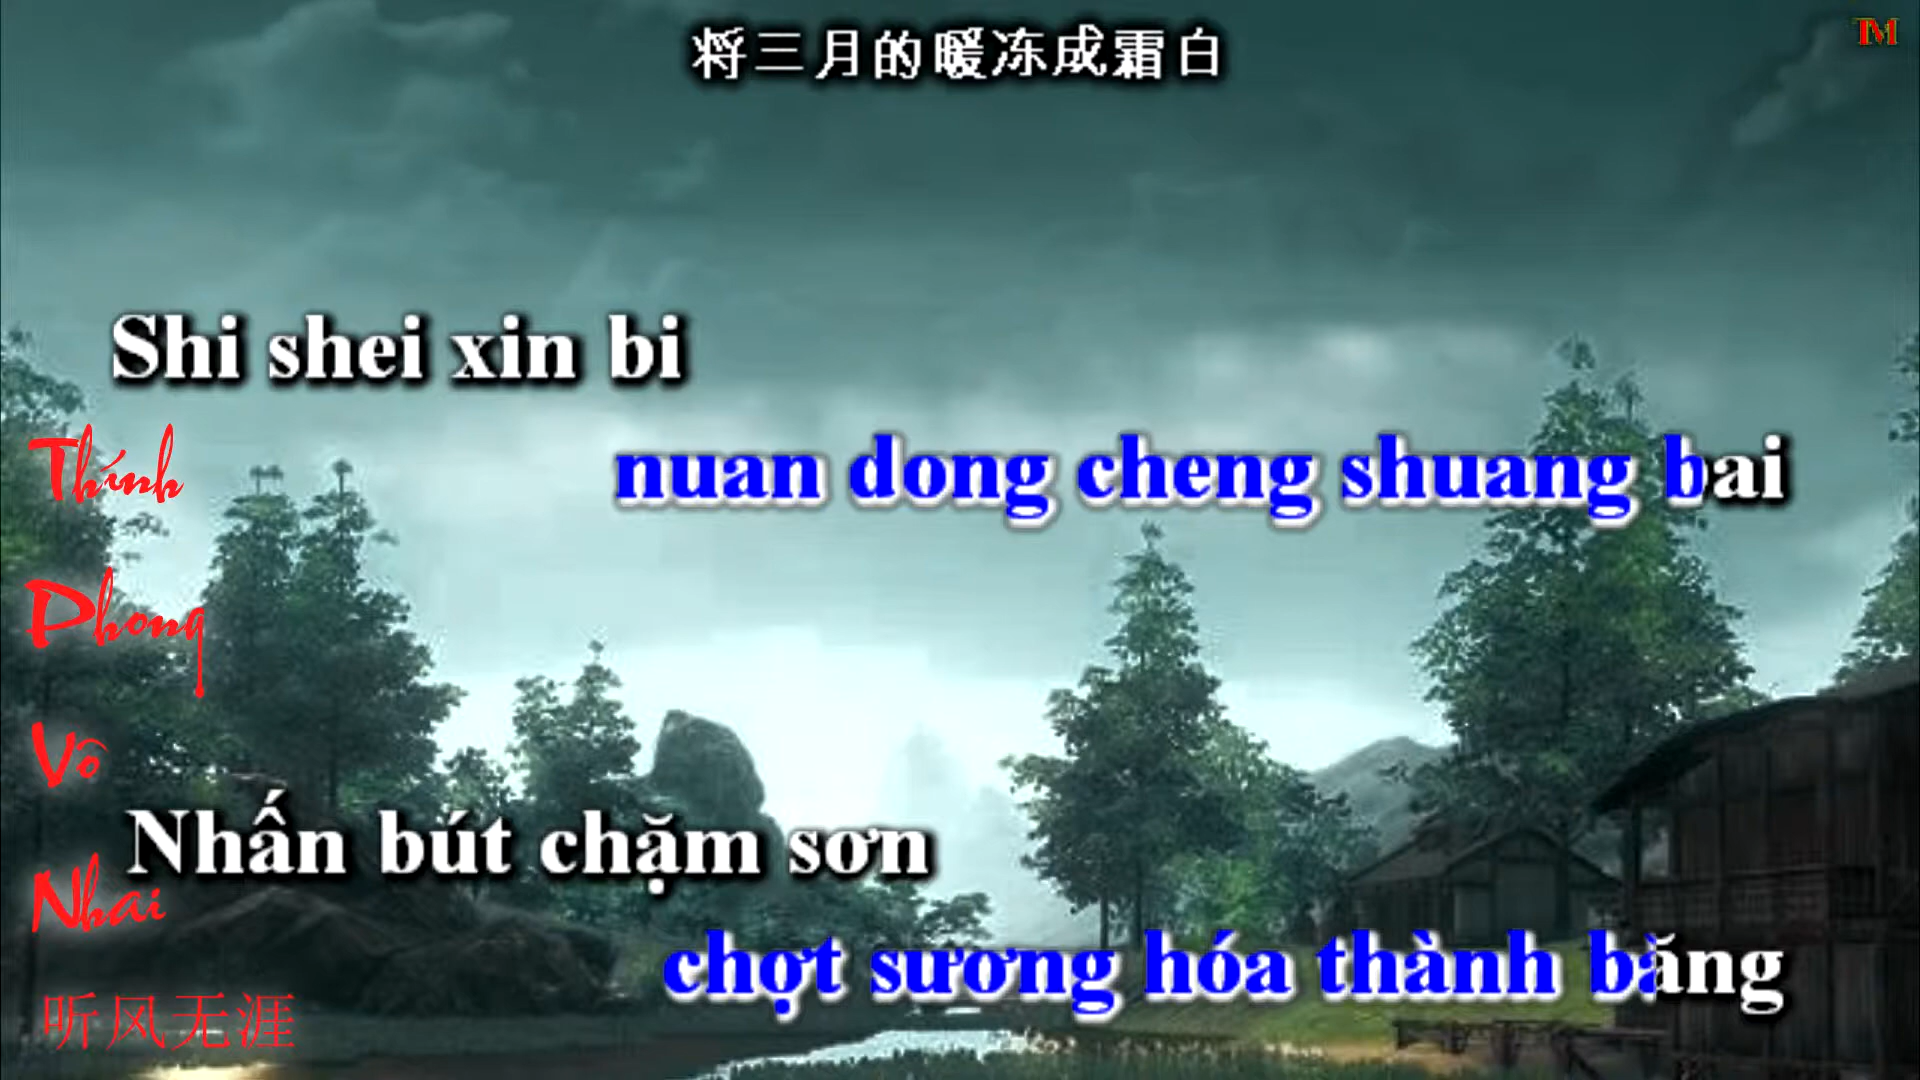 将三月的暖冻成霜白
TM
Shi shei xin bi
nuan dong cheng shuang bai
Thính
Phong
Vô
Nhai
Nhấn bút chặm sơn
chợt sương hóa thành băng
听风无涯